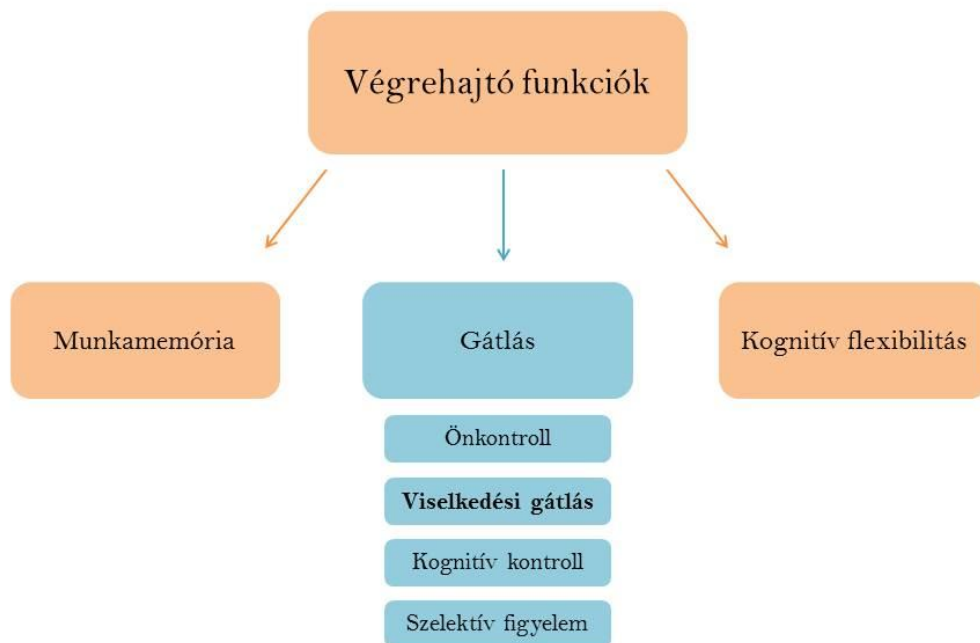 Végrehajtó funkciók
Munkamemória
Gátlás
Kognitív flexibilitás
Önkontroll
Viselkedési gátlás
Kognitív kontroll
Szelektív figyelem